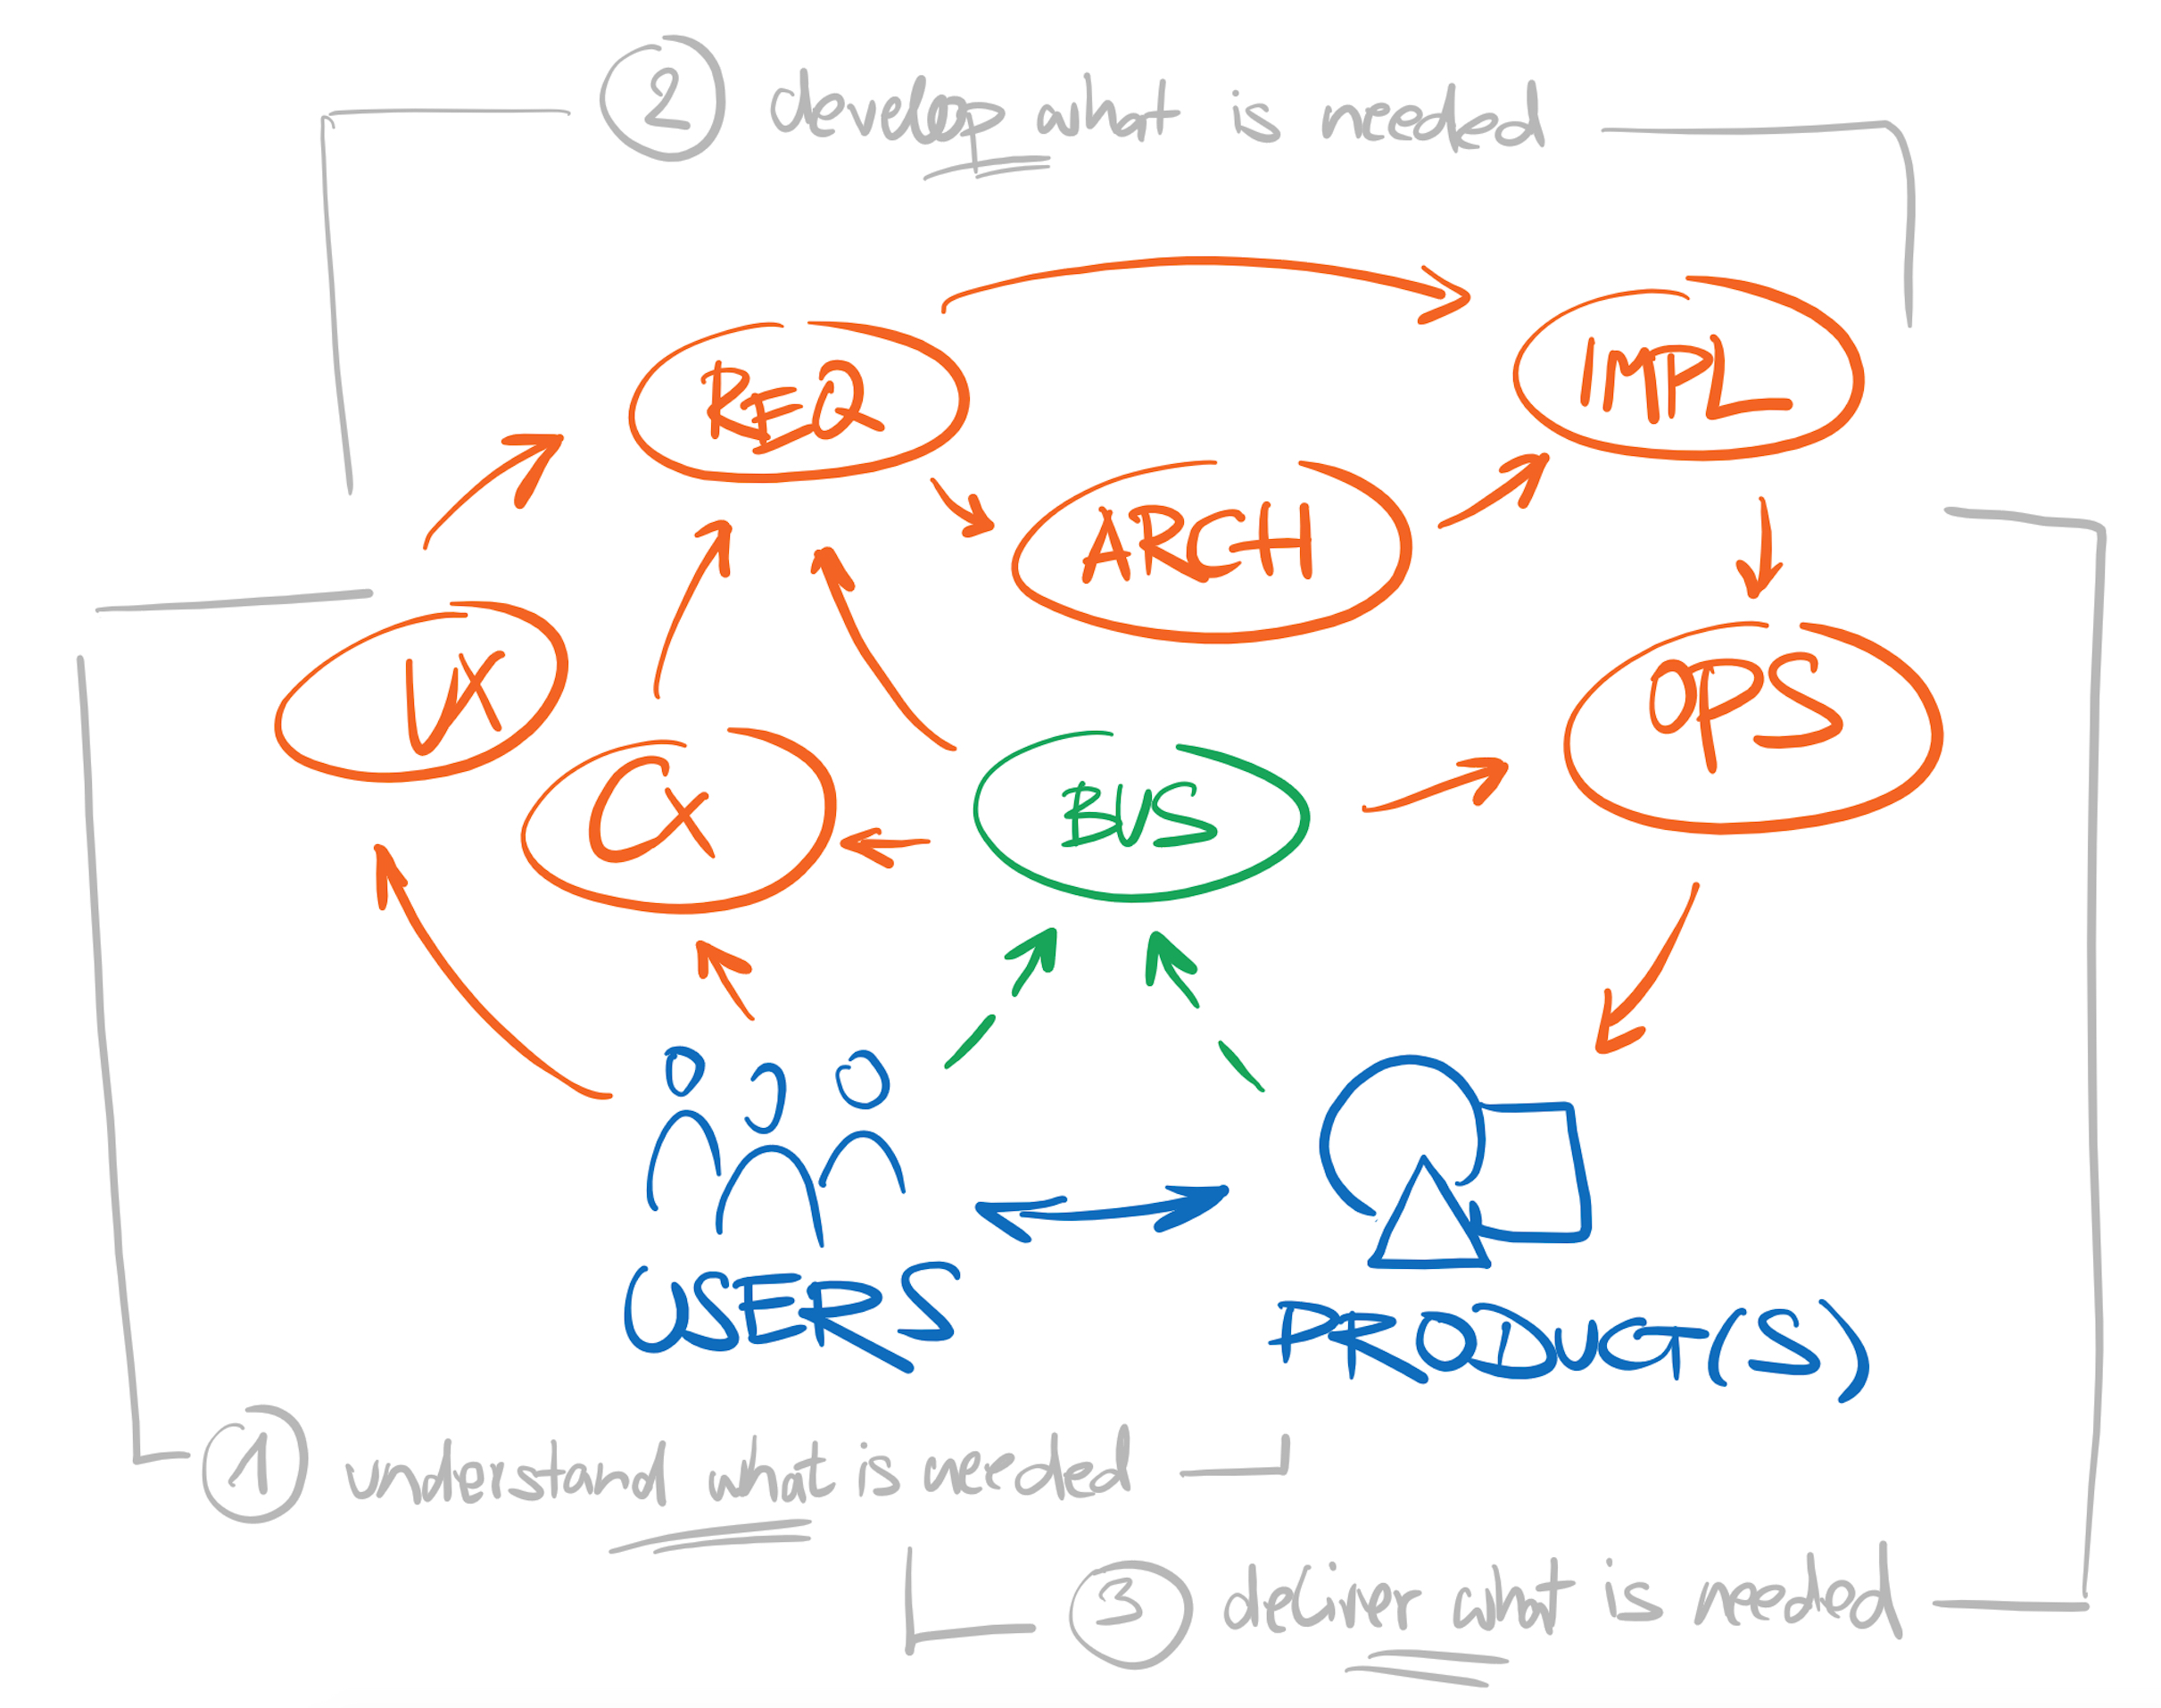 2 develop what is needed
REQ
IMPL
ARCH
UX
OPS
CX
BUS
USERS
PRODUCT(S)
1 understand what is needed
3 deliver what is needed